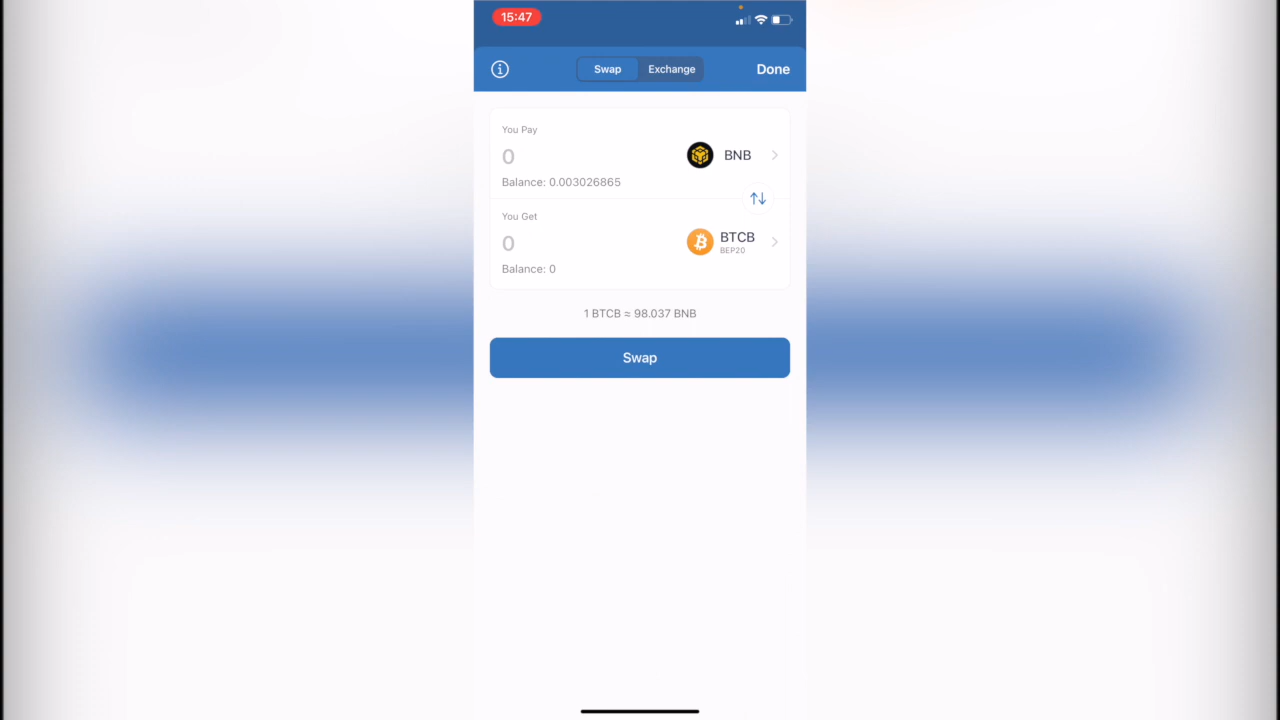 15:47
Swap
Exchange
Done
You Pay
0
BNB
Balance: 0.003026865
You Get
0
BTCB
BEP20
Balance: 0
1 BTCB ≈ 98.037 BNB
Swap